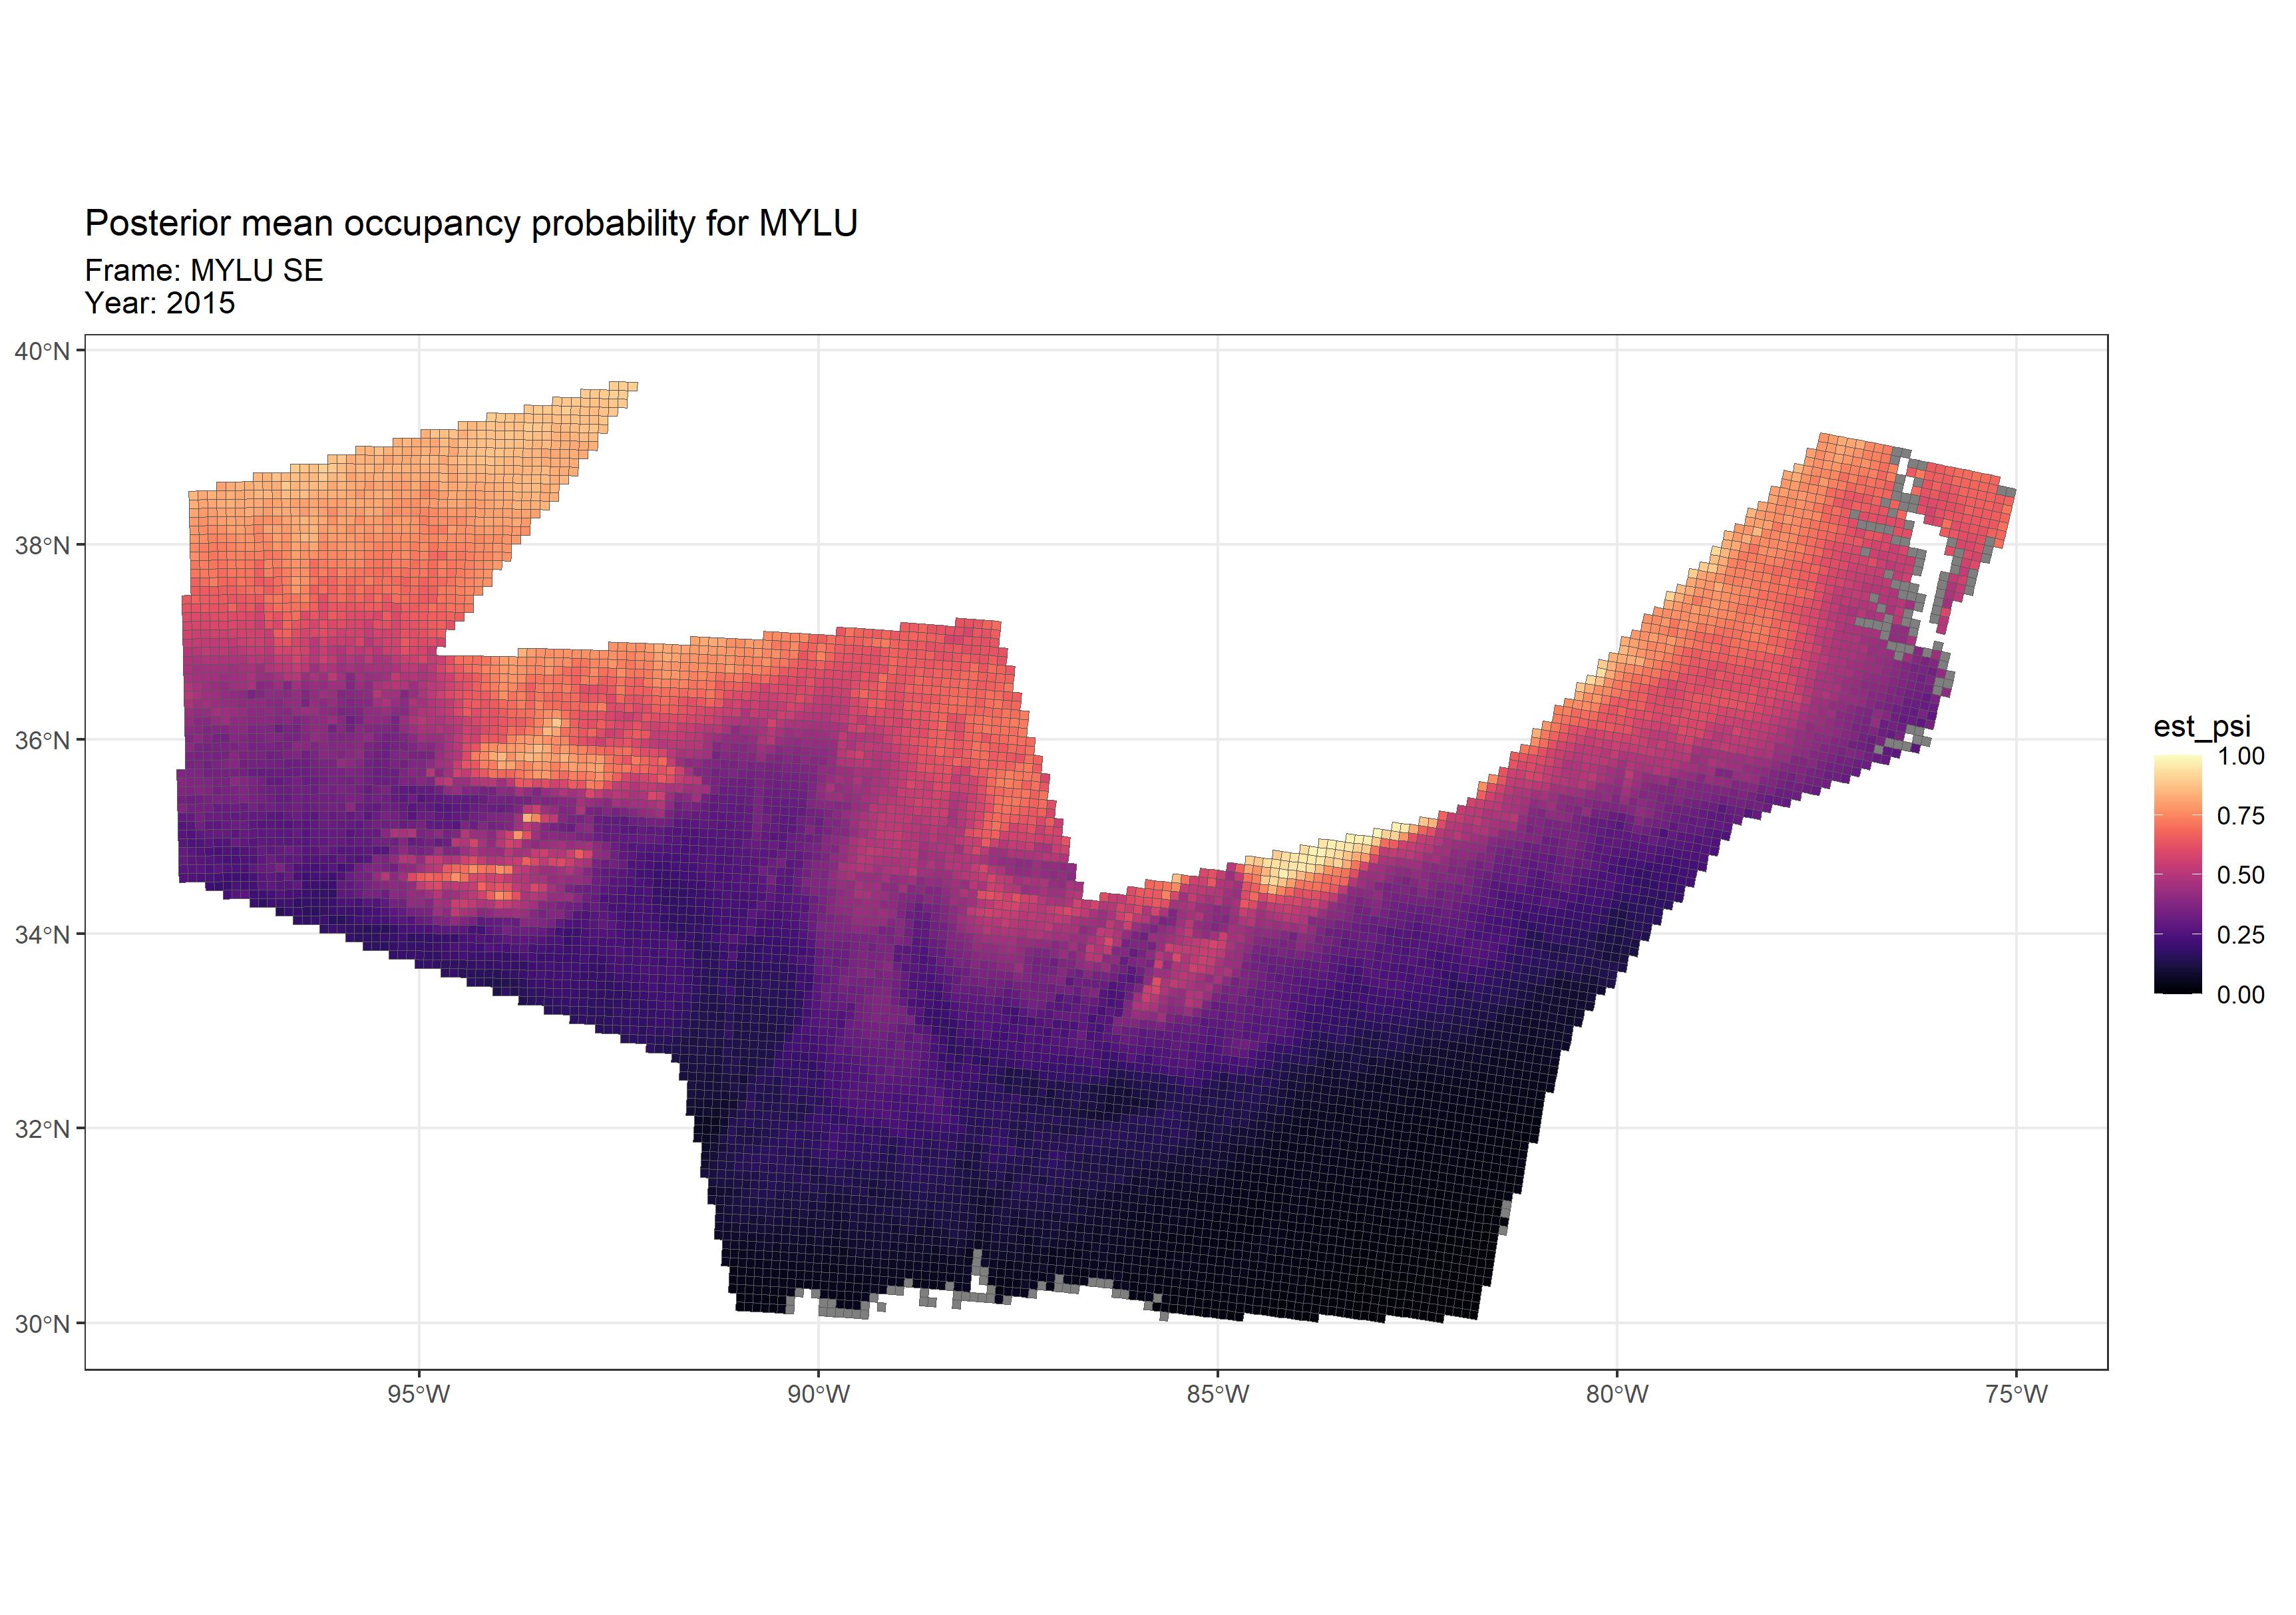 Posterior mean occupancy probability for MYLU
Frame: MYLU SE
Year: 2015
40°N
38°N
36°N
34°N
32°N
30°N
95°W
90°W
85°W
80°W
75°W
est_psi
1.00
0.75
0.50
0.25
0.00